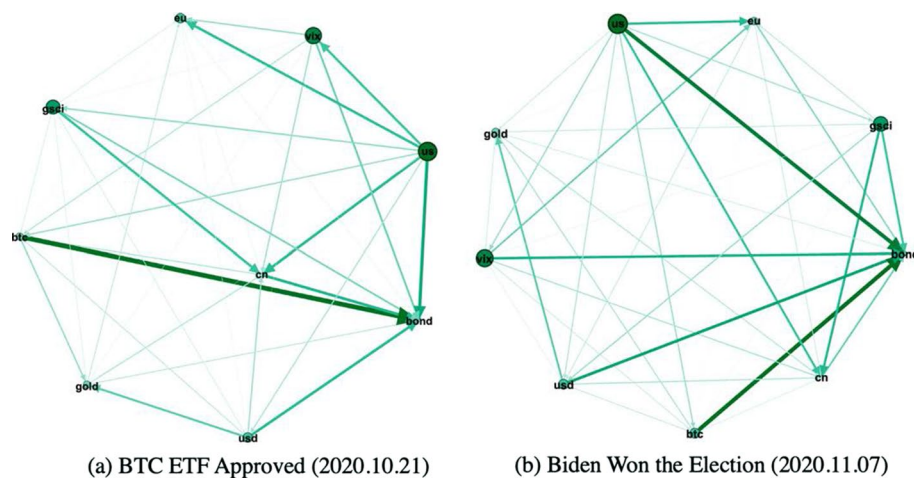 eu
vix
gsci
us
btc
cn
bond
gold
usd
(a) BTC ETF Approved (2020.10.21)
us
eu
gsci
gold
vix
bond
usd
cn
btc
(b) Biden Won the Election (2020.11.07)